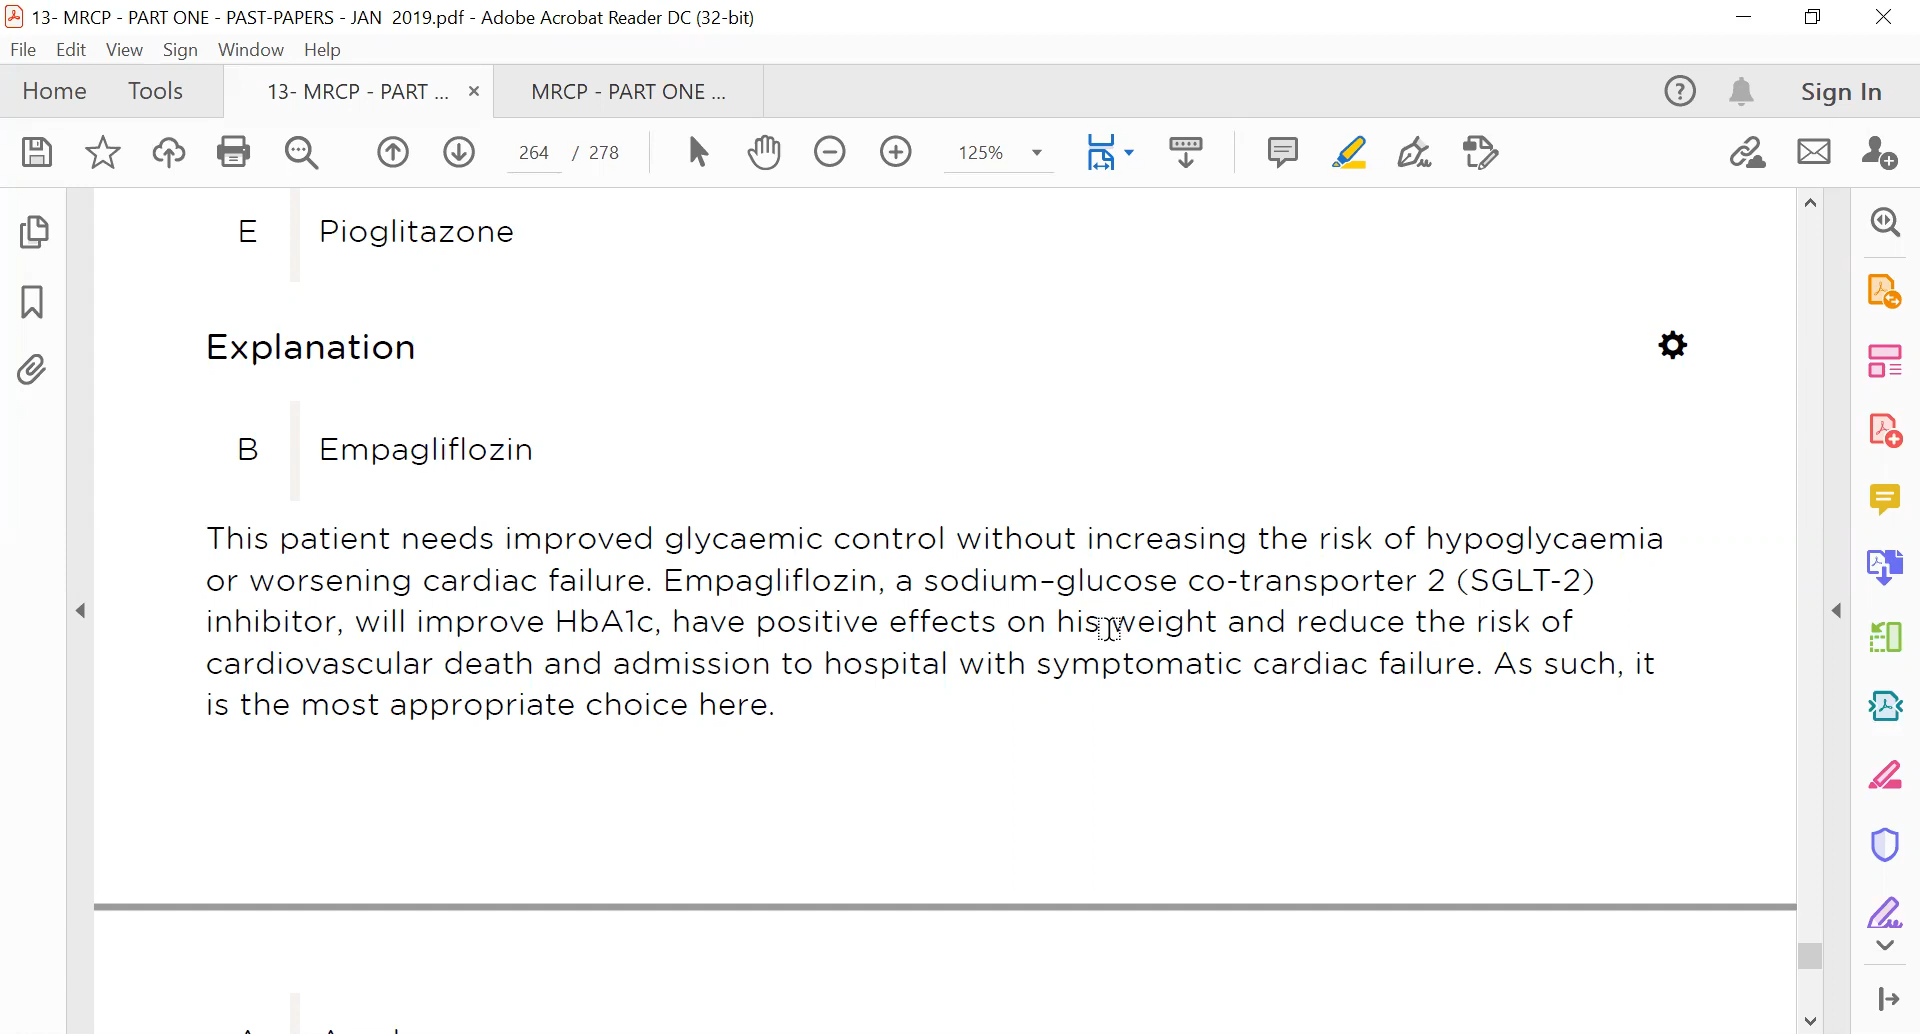 13- MRCP - PART ONE - PAST-PAPERS - JAN  2019.pdf - Adobe Acrobat Reader DC (32-bit)
File Edit View Sign Window Help
Home Tools 13- MRCP - PART ... × MRCP - PART ONE ... Sign In
264 / 278 125%
E Pioglitazone
Explanation
B Empagliflozin
This patient needs improved glycaemic control without increasing the risk of hypoglycaemia
or worsening cardiac failure. Empagliflozin, a sodium–glucose co-transporter 2 (SGLT-2)
inhibitor, will improve HbA1c, have positive effects on his weight and reduce the risk of
cardiovascular death and admission to hospital with symptomatic cardiac failure. As such, it
is the most appropriate choice here.